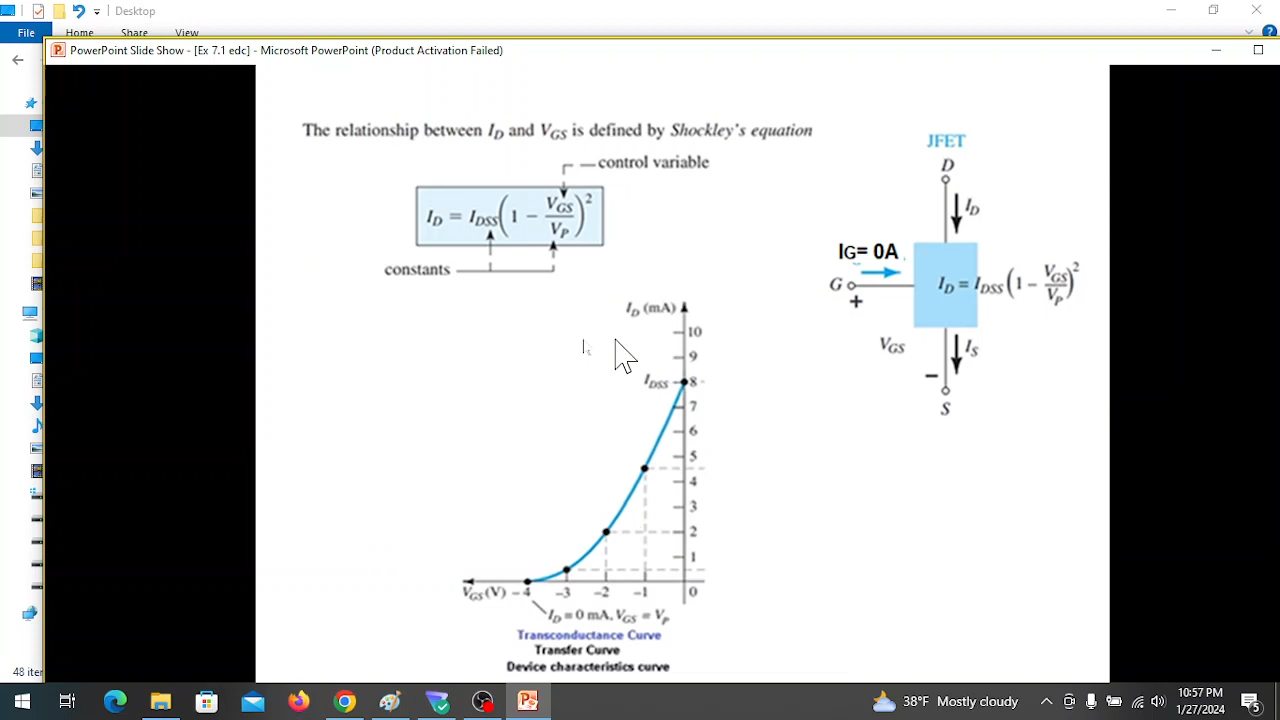 Desktop
File Home Share View
PowerPoint Slide Show - [Ex 7.1 edc] - Microsoft PowerPoint (Product Activation Failed)
The relationship between I_D and V_GS is defined by Shockley's equation
control variable
I_D = I_DSS(1 − V_GS/V_P)²
constants
JFET
D
I_D
IG= 0A
G
+
I_D = I_DSS(1 − V_GS/V_P)²
V_GS
I_S
−
S
I_D (mA)
10
9
I_DSS 8
7
6
5
4
3
2
1
V_GS (V) −4 −3 −2 −1 0
I_D = 0 mA, V_GS = V_P
Transconductance Curve
Transfer Curve
Device characteristics curve
48 iter
38°F Mostly cloudly
10:57 PM
1/27/2024
5